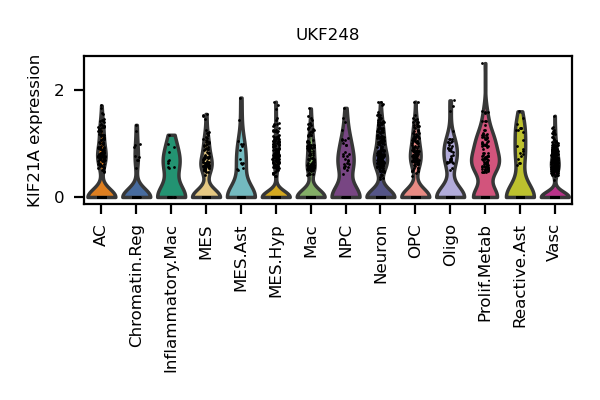 UKF248
KIF21A expression
2
0
AC
Chromatin.Reg
Inflammatory.Mac
MES
MES.Ast
MES.Hyp
Mac
NPC
Neuron
OPC
Oligo
Prolif.Metab
Reactive.Ast
Vasc